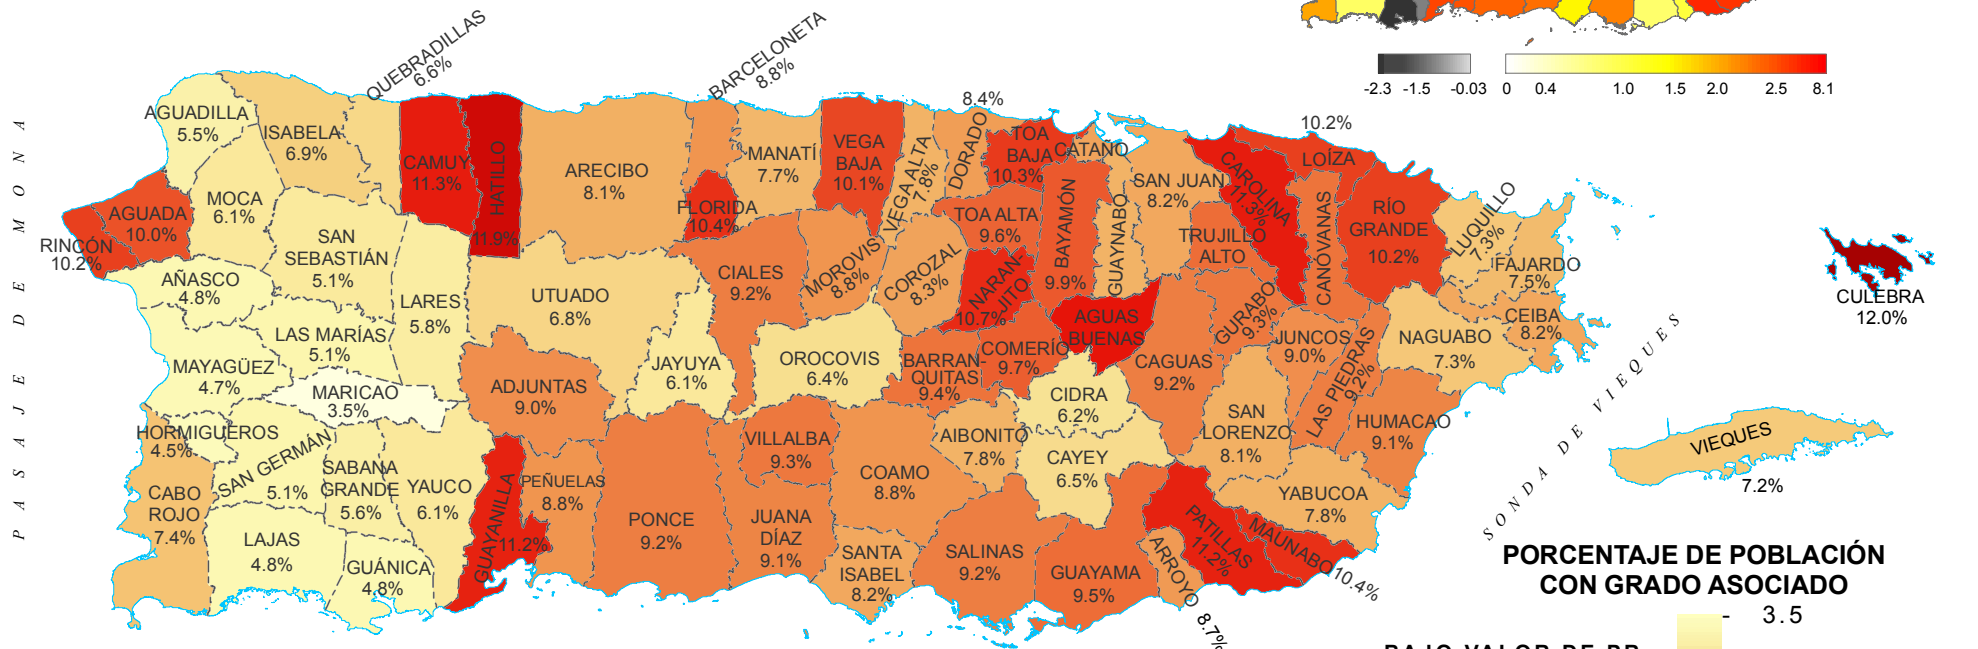 -2.3 -1.5 -0.03 0 0.4 1.0 1.5 2.0 2.5 8.1
QUEBRADILLAS
6.6%
BARCELONETA
8.8%
AGUADILLA
5.5%
ISABELA
6.9%
CAMUY
11.3%
HATILLO
11.9%
ARECIBO
8.1%
FLORIDA
10.4%
MANATÍ
7.7%
VEGA
BAJA
10.1%
VEGA ALTA
7.8%
8.4%
DORADO
TOA
BAJA
10.3%
CATAÑO
TOA ALTA
9.6%
BAYAMÓN
9.9%
GUAYNABO
SAN JUAN
8.2%
TRUJILLO
ALTO
CAROLINA
11.3%
10.2%
LOÍZA
CANÓVANAS
RÍO
GRANDE
10.2%
LUQUILLO
7.3%
FAJARDO
7.5%
CEIBA
8.2%
CULEBRA
12.0%
AGUADA
10.0%
RINCÓN
10.2%
MOCA
6.1%
SAN
SEBASTIÁN
5.1%
AÑASCO
4.8%
LARES
5.8%
UTUADO
6.8%
CIALES
9.2%
MOROVIS
8.8%
COROZAL
8.3%
NARAN-
JITO
10.7%
AGUAS
BUENAS
CAGUAS
9.2%
GURABO
9.3%
JUNCOS
9.0%
LAS PIEDRAS
9.2%
NAGUABO
7.3%
LAS MARÍAS
5.1%
MAYAGÜEZ
4.7%
MARICAO
3.5%
ADJUNTAS
9.0%
JAYUYA
6.1%
OROCOVIS
6.4%
BARRAN-
QUITAS
9.4%
COMERÍO
9.7%
CIDRA
6.2%
SAN
LORENZO
8.1%
HUMACAO
9.1%
VIEQUES
7.2%
HORMIGUEROS
4.5%
SAN GERMÁN
5.1%
SABANA
GRANDE
5.6%
YAUCO
6.1%
GUAYANILLA
11.2%
PEÑUELAS
8.8%
PONCE
9.2%
VILLALBA
9.3%
JUANA
DÍAZ
9.1%
COAMO
8.8%
AIBONITO
7.8%
CAYEY
6.5%
YABUCOA
7.8%
CABO
ROJO
7.4%
LAJAS
4.8%
GUÁNICA
4.8%
SANTA
ISABEL
8.2%
SALINAS
9.2%
GUAYAMA
9.5%
ARROYO
8.7%
PATILLAS
11.2%
MAUNABO
10.4%
PASAJE DE MONA
SONDA DE VIEQUES
PORCENTAJE DE POBLACIÓN
CON GRADO ASOCIADO
- 3.5